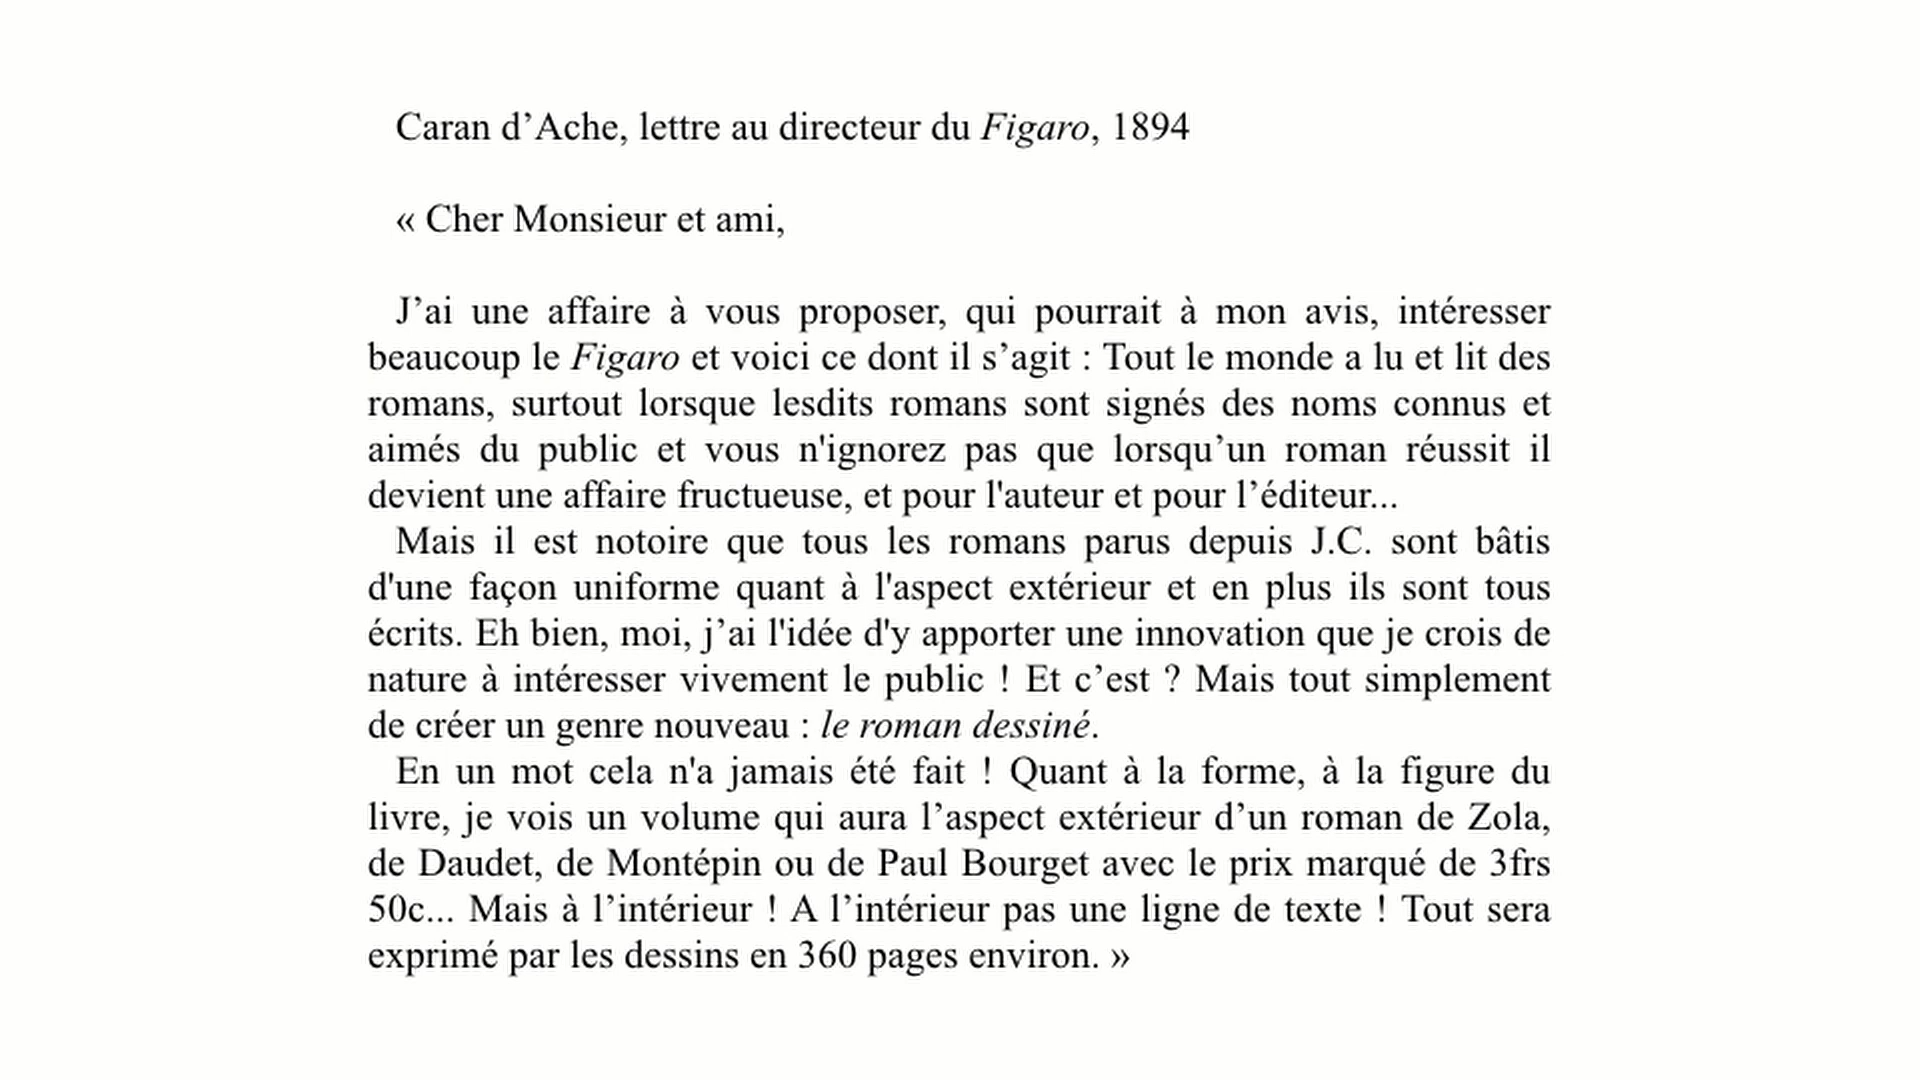 Caran d’Ache, lettre au directeur du Figaro, 1894
« Cher Monsieur et ami,
J’ai une affaire à vous proposer, qui pourrait à mon avis, intéresser
beaucoup le Figaro et voici ce dont il s’agit : Tout le monde a lu et lit des
romans, surtout lorsque lesdits romans sont signés des noms connus et
aimés du public et vous n'ignorez pas que lorsqu’un roman réussit il
devient une affaire fructueuse, et pour l'auteur et pour l’éditeur...
Mais il est notoire que tous les romans parus depuis J.C. sont bâtis
d'une façon uniforme quant à l'aspect extérieur et en plus ils sont tous
écrits. Eh bien, moi, j’ai l'idée d'y apporter une innovation que je crois de
nature à intéresser vivement le public ! Et c’est ? Mais tout simplement
de créer un genre nouveau : le roman dessiné.
En un mot cela n'a jamais été fait ! Quant à la forme, à la figure du
livre, je vois un volume qui aura l’aspect extérieur d’un roman de Zola,
de Daudet, de Montépin ou de Paul Bourget avec le prix marqué de 3frs
50c... Mais à l’intérieur ! A l’intérieur pas une ligne de texte ! Tout sera
exprimé par les dessins en 360 pages environ. »